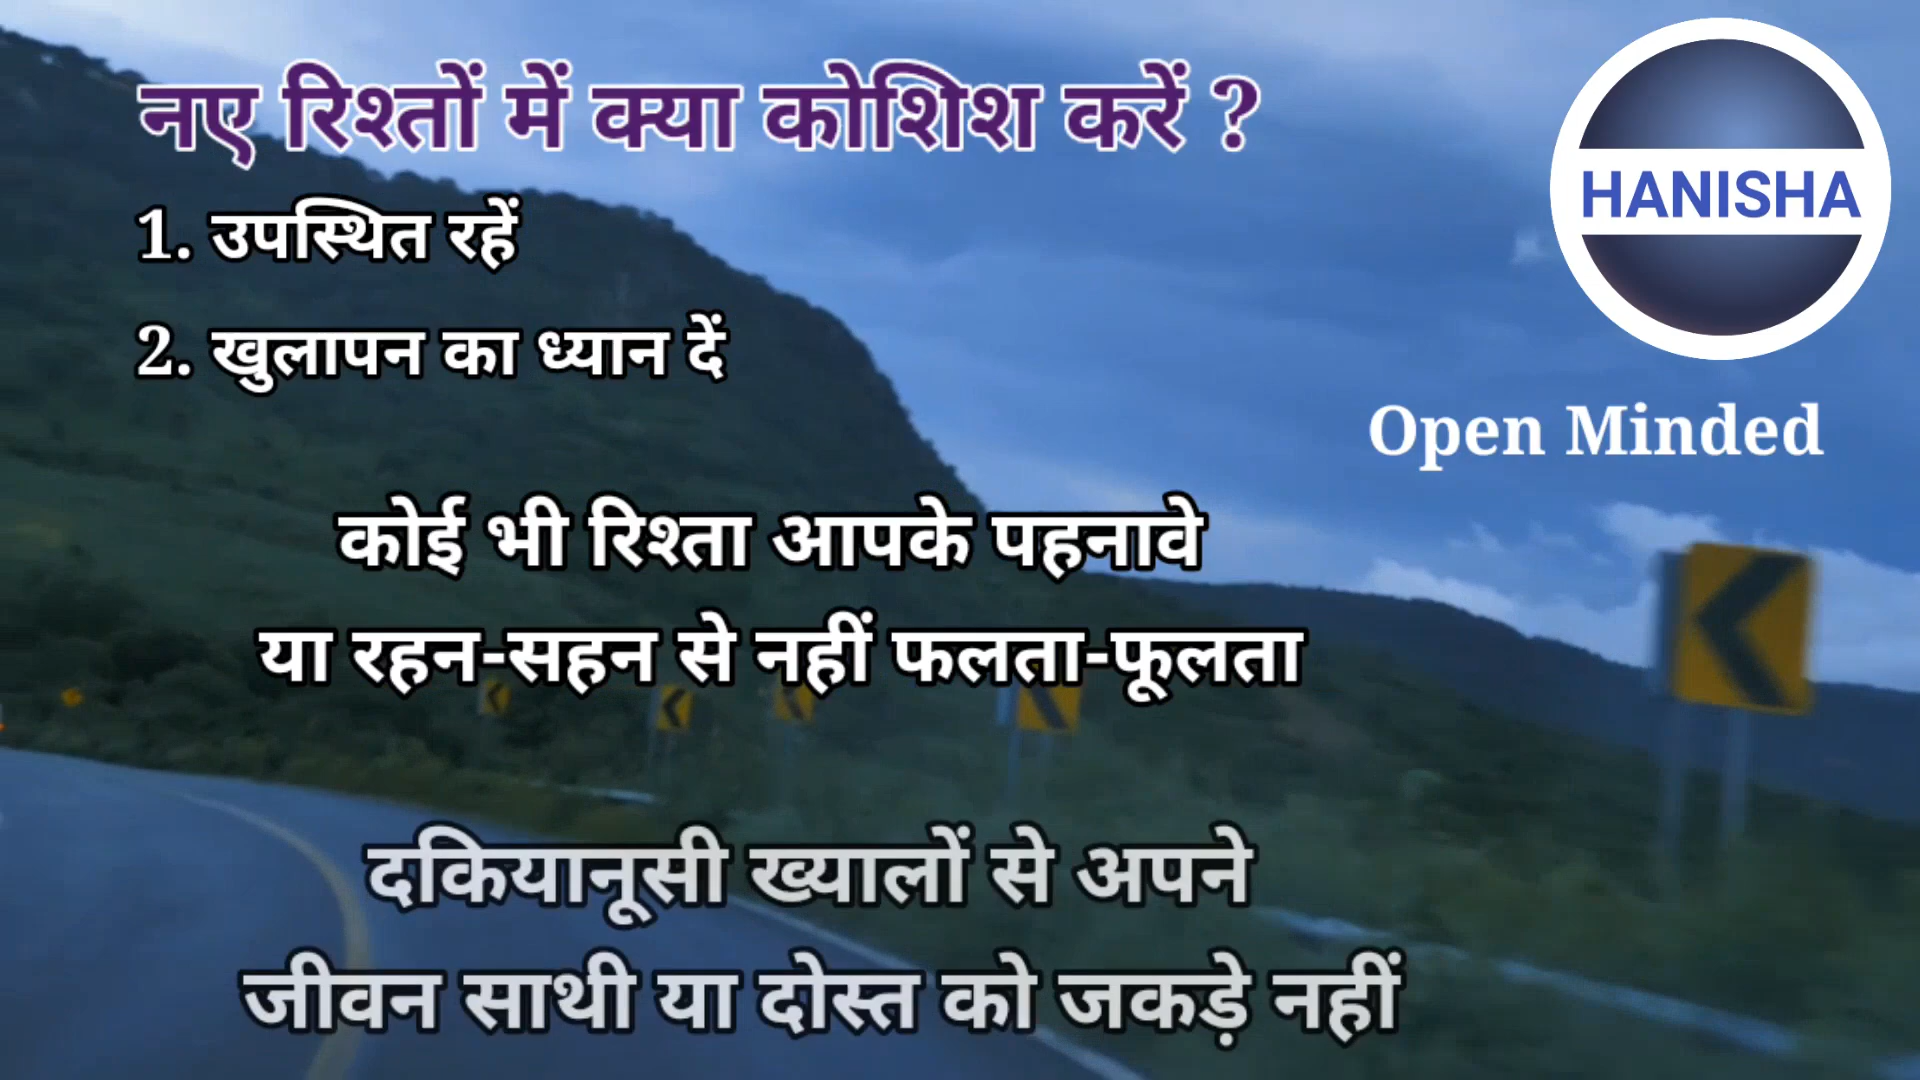 नए रिश्तों में क्या कोशिश करें ?
HANISHA
1. उपस्थित रहें
2. खुलापन का ध्यान दें
Open Minded
कोई भी रिश्ता आपके पहनावे
या रहन-सहन से नहीं फलता-फूलता
दकियानूसी ख्यालों से अपने
जीवन साथी या दोस्त को जकड़े नहीं